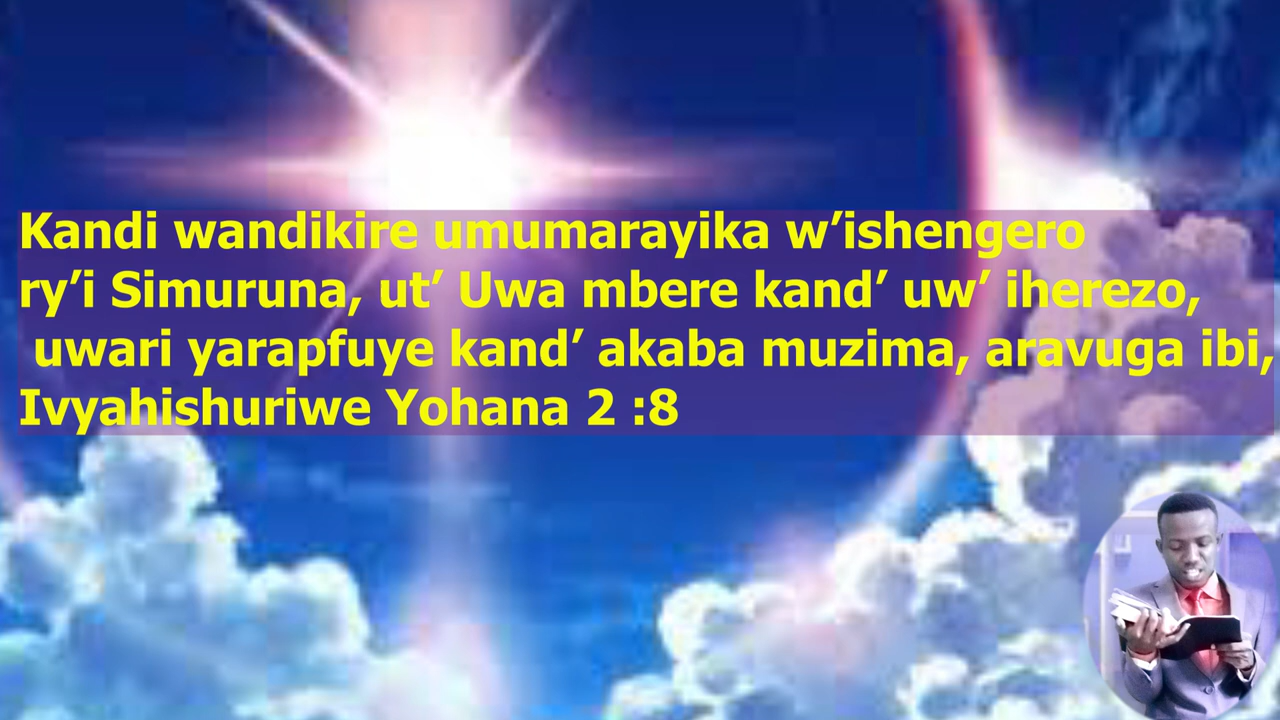 Kandi wandikire umumarayika w’ishengero
ry’i Simuruna, ut’ Uwa mbere kand’ uw’ iherezo,
uwari yarapfuye kand’ akaba muzima, aravuga ibi,
Ivyahishuriwe Yohana 2 :8